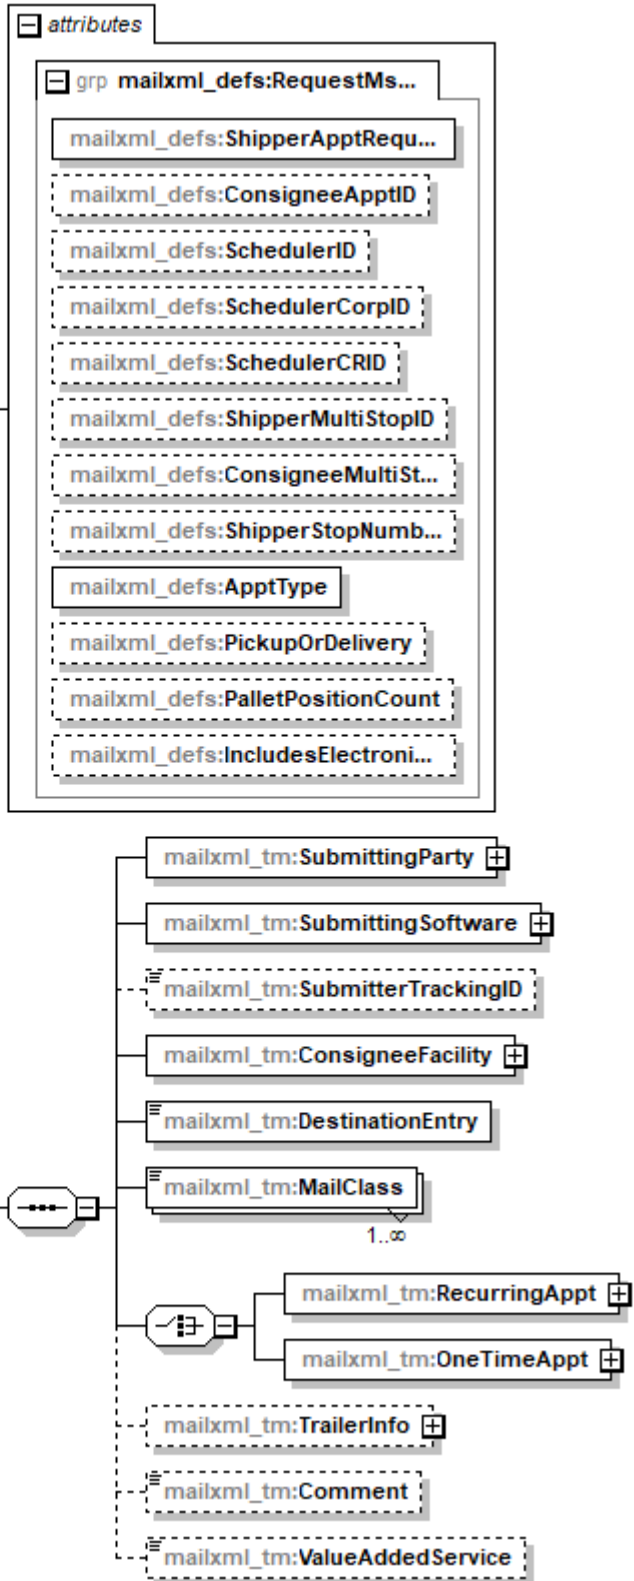 attributes
grp mailxml_defs:RequestMs...
mailxml_defs:ShipperApptRequ...
mailxml_defs:ConsigneeApptID
mailxml_defs:SchedulerID
mailxml_defs:SchedulerCorpID
mailxml_defs:SchedulerCRID
mailxml_defs:ShipperMultiStopID
mailxml_defs:ConsigneeMultiSt...
mailxml_defs:ShipperStopNumb...
mailxml_defs:ApptType
mailxml_defs:PickupOrDelivery
mailxml_defs:PalletPositionCount
mailxml_defs:IncludesElectroni...
mailxml_tm:SubmittingParty
mailxml_tm:SubmittingSoftware
mailxml_tm:SubmitterTrackingID
mailxml_tm:ConsigneeFacility
mailxml_tm:DestinationEntry
mailxml_tm:MailClass
1..∞
mailxml_tm:RecurringAppt
mailxml_tm:OneTimeAppt
mailxml_tm:TrailerInfo
mailxml_tm:Comment
mailxml_tm:ValueAddedService